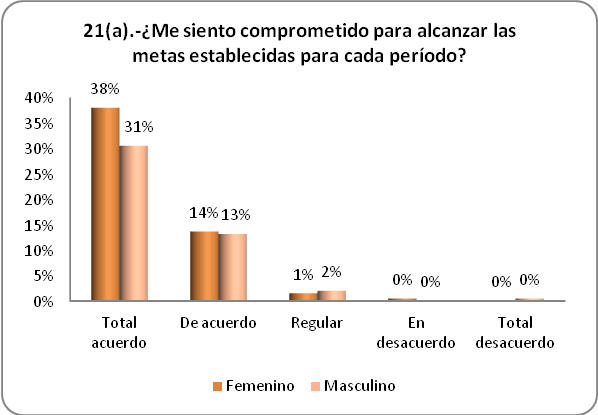 21(a).-¿Me siento comprometido para alcanzar las
metas establecidas para cada período?
40%
35%
30%
25%
20%
15%
10%
5%
0%
38%
31%
14%
13%
1%
2%
0%
0%
0%
0%
Total
acuerdo
De acuerdo
Regular
En
desacuerdo
Total
desacuerdo
Femenino
Masculino